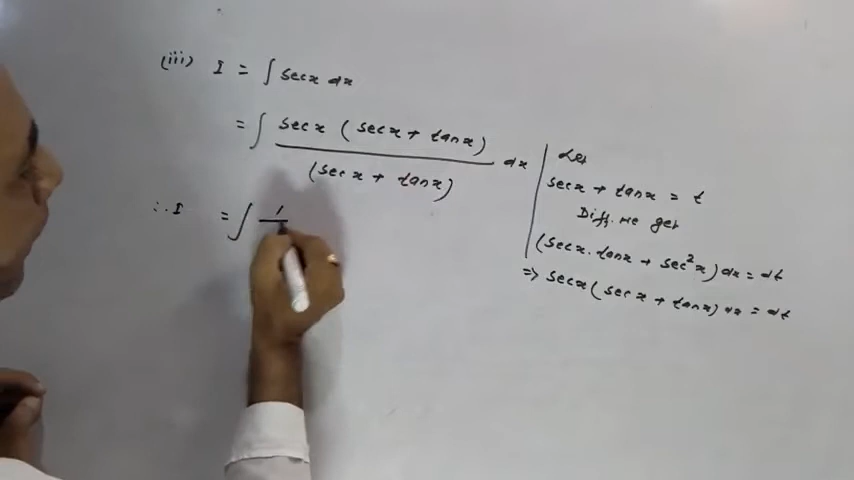 (iii) I = ∫ secx dx
= ∫ secx (secx + tanx)
(secx + tanx) dx
∴ I = ∫ 1
Let
secx + tanx = t
Diff. we get
(secx.tanx + sec²x)dx = dt
=> secx(secx + tanx)dx = dt